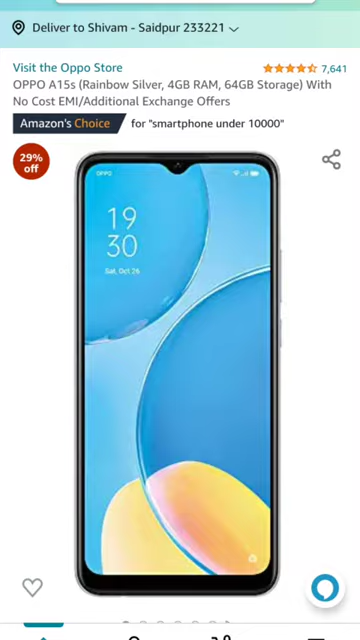 Deliver to Shivam - Saidpur 233221
Visit the Oppo Store
7,641
OPPO A15s (Rainbow Silver, 4GB RAM, 64GB Storage) With
No Cost EMI/Additional Exchange Offers
Amazon's Choice for "smartphone under 10000"
29%
off
OPPO
19
30
Sat, Oct 26